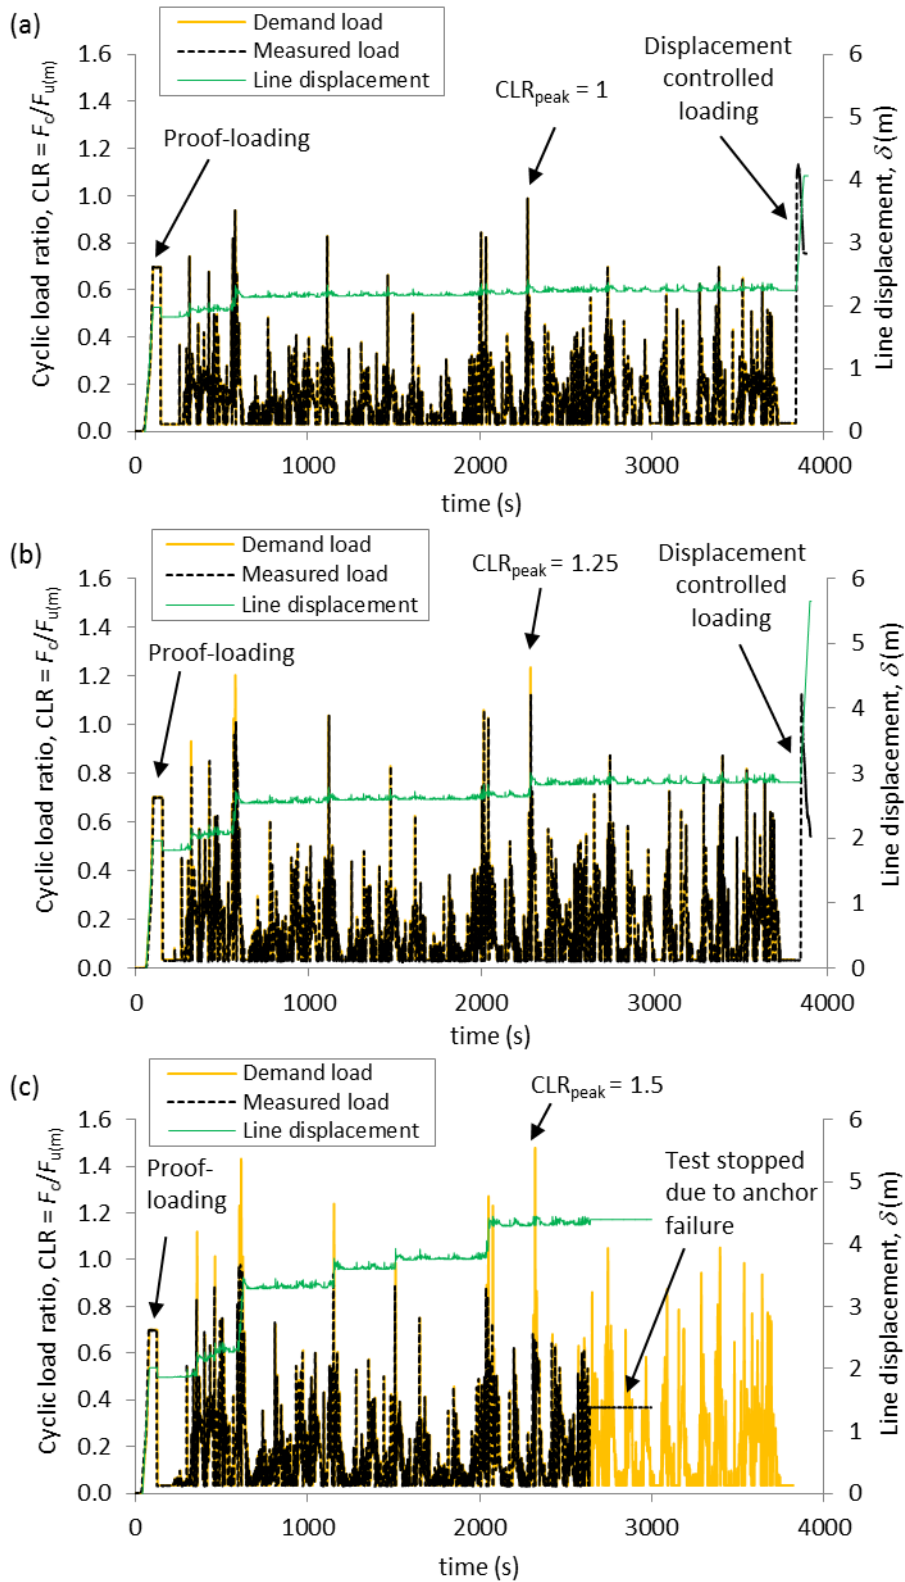 (a)
Demand load
Measured load
Line displacement
Proof-loading
CLRpeak = 1
Displacement
controlled
loading
Cyclic load ratio, CLR = Fc/Fu(m)
1.6
1.4
1.2
1.0
0.8
0.6
0.4
0.2
0.0
6
5
4
3
2
1
0
Line displacement, δ(m)
0 1000 2000 3000 4000
time (s)
(b)
Demand load
Measured load
Line displacement
Proof-loading
CLRpeak = 1.25
Displacement
controlled
loading
Cyclic load ratio, CLR = Fc/Fu(m)
1.6
1.4
1.2
1.0
0.8
0.6
0.4
0.2
0.0
6
5
4
3
2
1
0
Line displacement, δ(m)
0 1000 2000 3000 4000
time (s)
(c)
Demand load
Measured load
Line displacement
Proof-
loading
CLRpeak = 1.5
Test stopped
due to anchor
failure
Cyclic load ratio, CLR = Fc/Fu(m)
1.6
1.4
1.2
1.0
0.8
0.6
0.4
0.2
0.0
6
5
4
3
2
1
0
Line displacement, δ(m)
0 1000 2000 3000 4000
time (s)